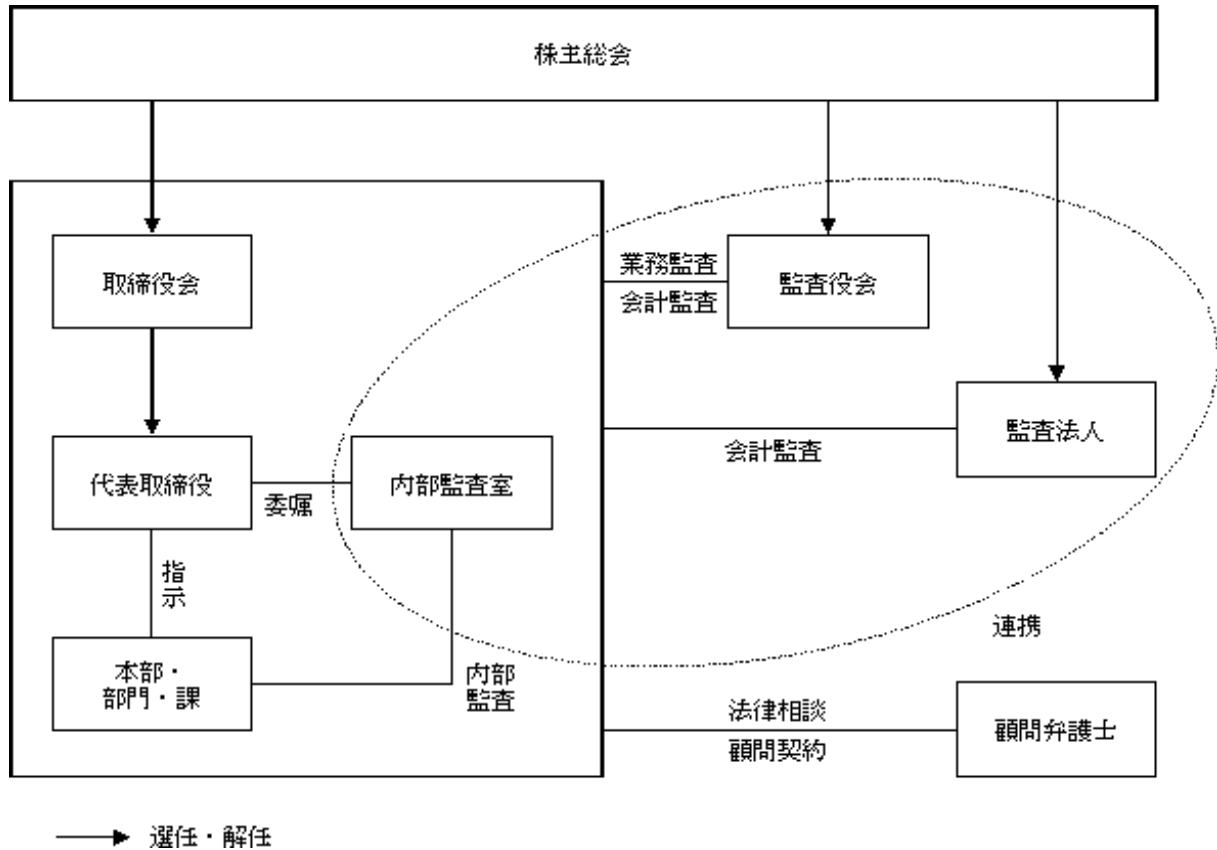 株主総会
取締役会
業務監査
会計監査
監査役会
監査法人
会計監査
代表取締役
委嘱
内部監査室
指
示
連携
本部・
部門・課
内部
監査
法律相談
顧問契約
顧問弁護士
選任・解任